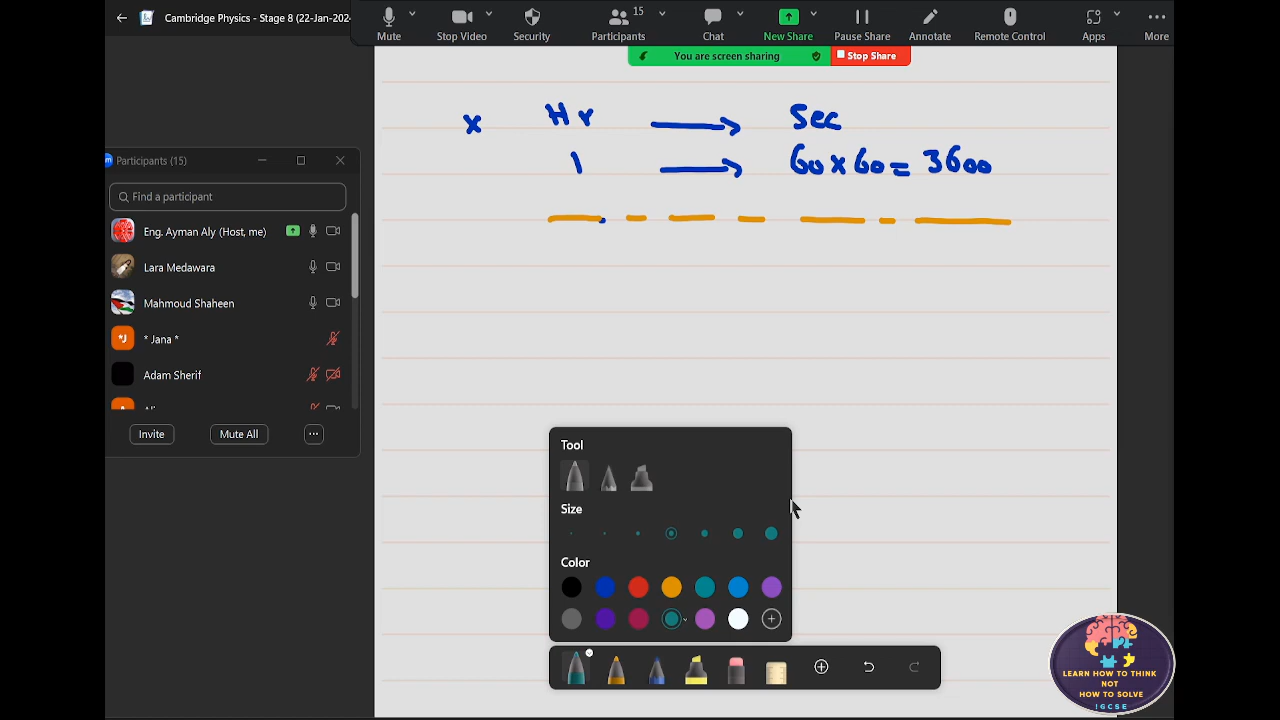 Cambridge Physics - Stage 8 (22-Jan-202
Mute
Stop Video
Security
15
Participants
Chat
New Share
Pause Share
Annotate
Remote Control
Apps
More
You are screen sharing
Stop Share
x Hr → Sec
1 → 60 x 60 = 3600
Participants (15)
Find a participant
Eng. Ayman Aly (Host, me)
Lara Medawara
Mahmoud Shaheen
* Jana *
Adam Sherif
Invite
Mute All
Tool
Size
Color
LEARN HOW TO THINK
NOT
HOW TO SOLVE
IGCSE